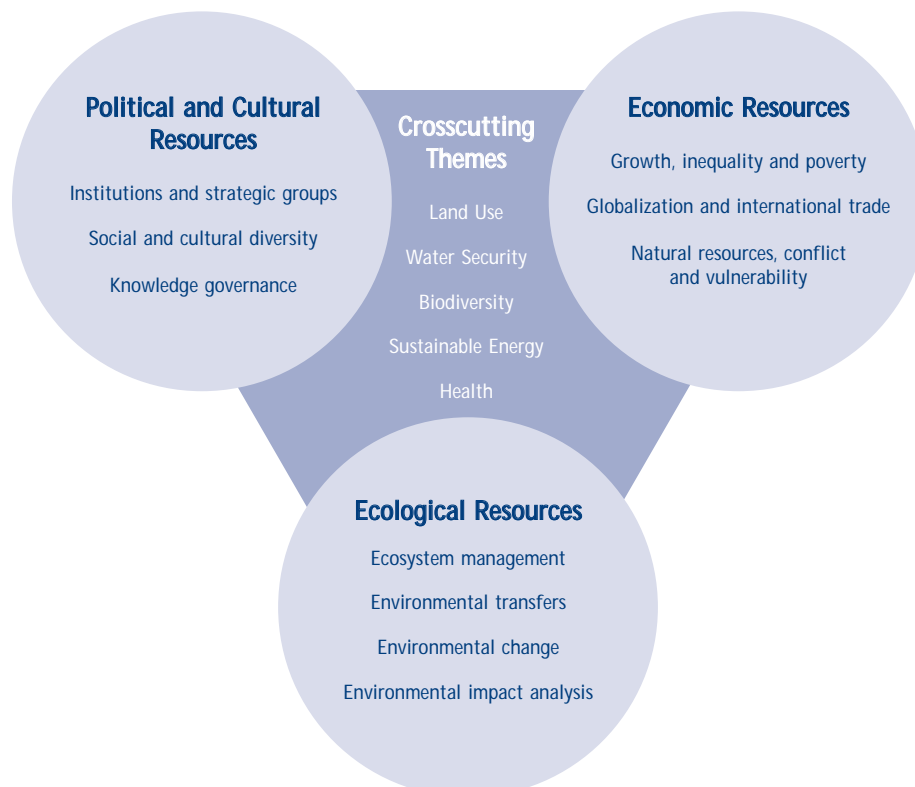 Political and Cultural
Resources
Institutions and strategic groups
Social and cultural diversity
Knowledge governance
Crosscutting
Themes
Land Use
Water Security
Biodiversity
Sustainable Energy
Health
Economic Resources
Growth, inequality and poverty
Globalization and international trade
Natural resources, conflict
and vulnerability
Ecological Resources
Ecosystem management
Environmental transfers
Environmental change
Environmental impact analysis